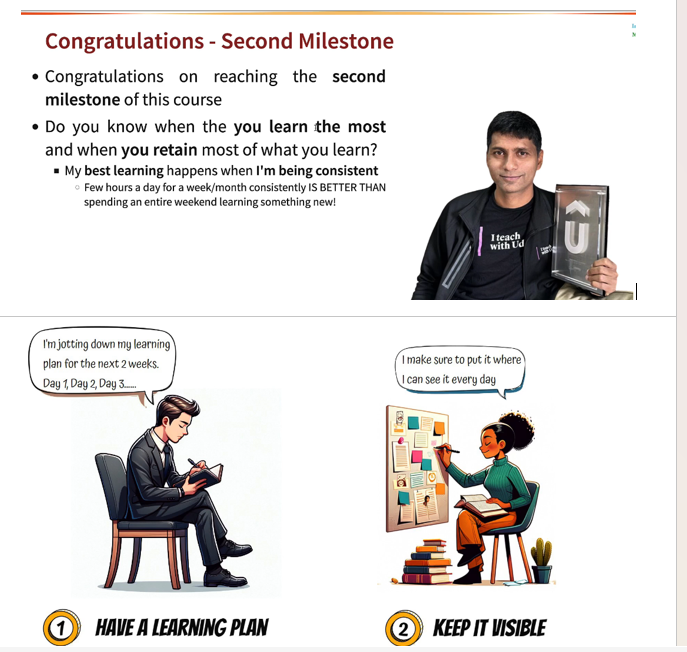 Congratulations - Second Milestone
• Congratulations on reaching the second
milestone of this course
• Do you know when the you learn the most
and when you retain most of what you learn?
▪ My best learning happens when I'm being consistent
○ Few hours a day for a week/month consistently IS BETTER THAN
spending an entire weekend learning something new!
I teach
with Ud
I'm jotting down my learning
plan for the next 2 weeks.
Day 1, Day 2, Day 3......
I make sure to put it where
I can see it every day
1 HAVE A LEARNING PLAN
2 KEEP IT VISIBLE